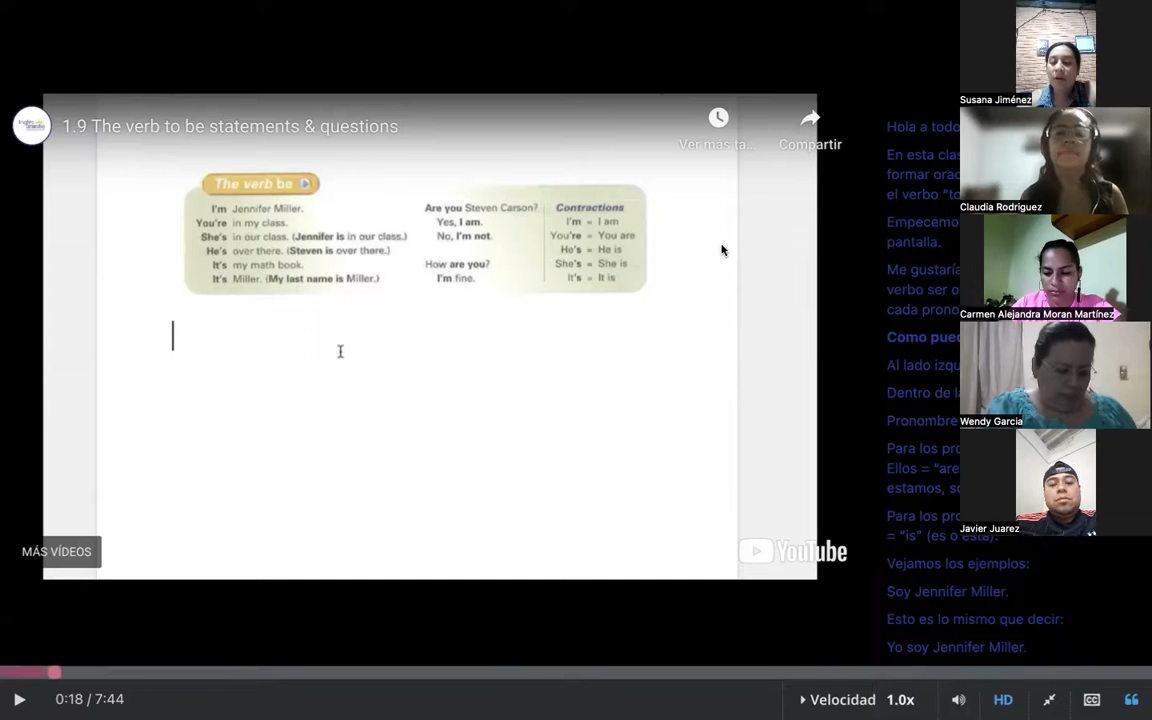 1.9 The verb to be statements & questions
Ver mas ta...
Compartir
The verb be
I'm Jennifer Miller.
You're in my class.
She's in our class. (Jennifer is in our class.)
He's over there. (Steven is over there.)
It's my math book.
It's Miller. (My last name is Miller.)
Are you Steven Carson?
Yes, I am.
No, I'm not.
How are you?
I'm fine.
Contractions
I'm = I am
You're = You are
He's = He is
She's = She is
It's = It is
MÁS VÍDEOS
YouTube
Hola a todo
En esta cla
formar orac
el verbo "to
Empecemo
pantalla.
Me gustaría
verbo ser o
cada prono
Como pued
Al lado izqu
Dentro de la
Pronombre
Para los pro
Ellos = "are
estamos, so
Para los pro
= "is" (es o está).
Vejamos los ejemplos:
Soy Jennifer Miller.
Esto es lo mismo que decir:
Yo soy Jennifer Miller.
Susana Jiménez
Claudia Rodriguez
Carmen Alejandra Moran Martínez
Wendy Garcia
Javier Juarez
0:18 / 7:44
Velocidad 1.0x
HD
CC